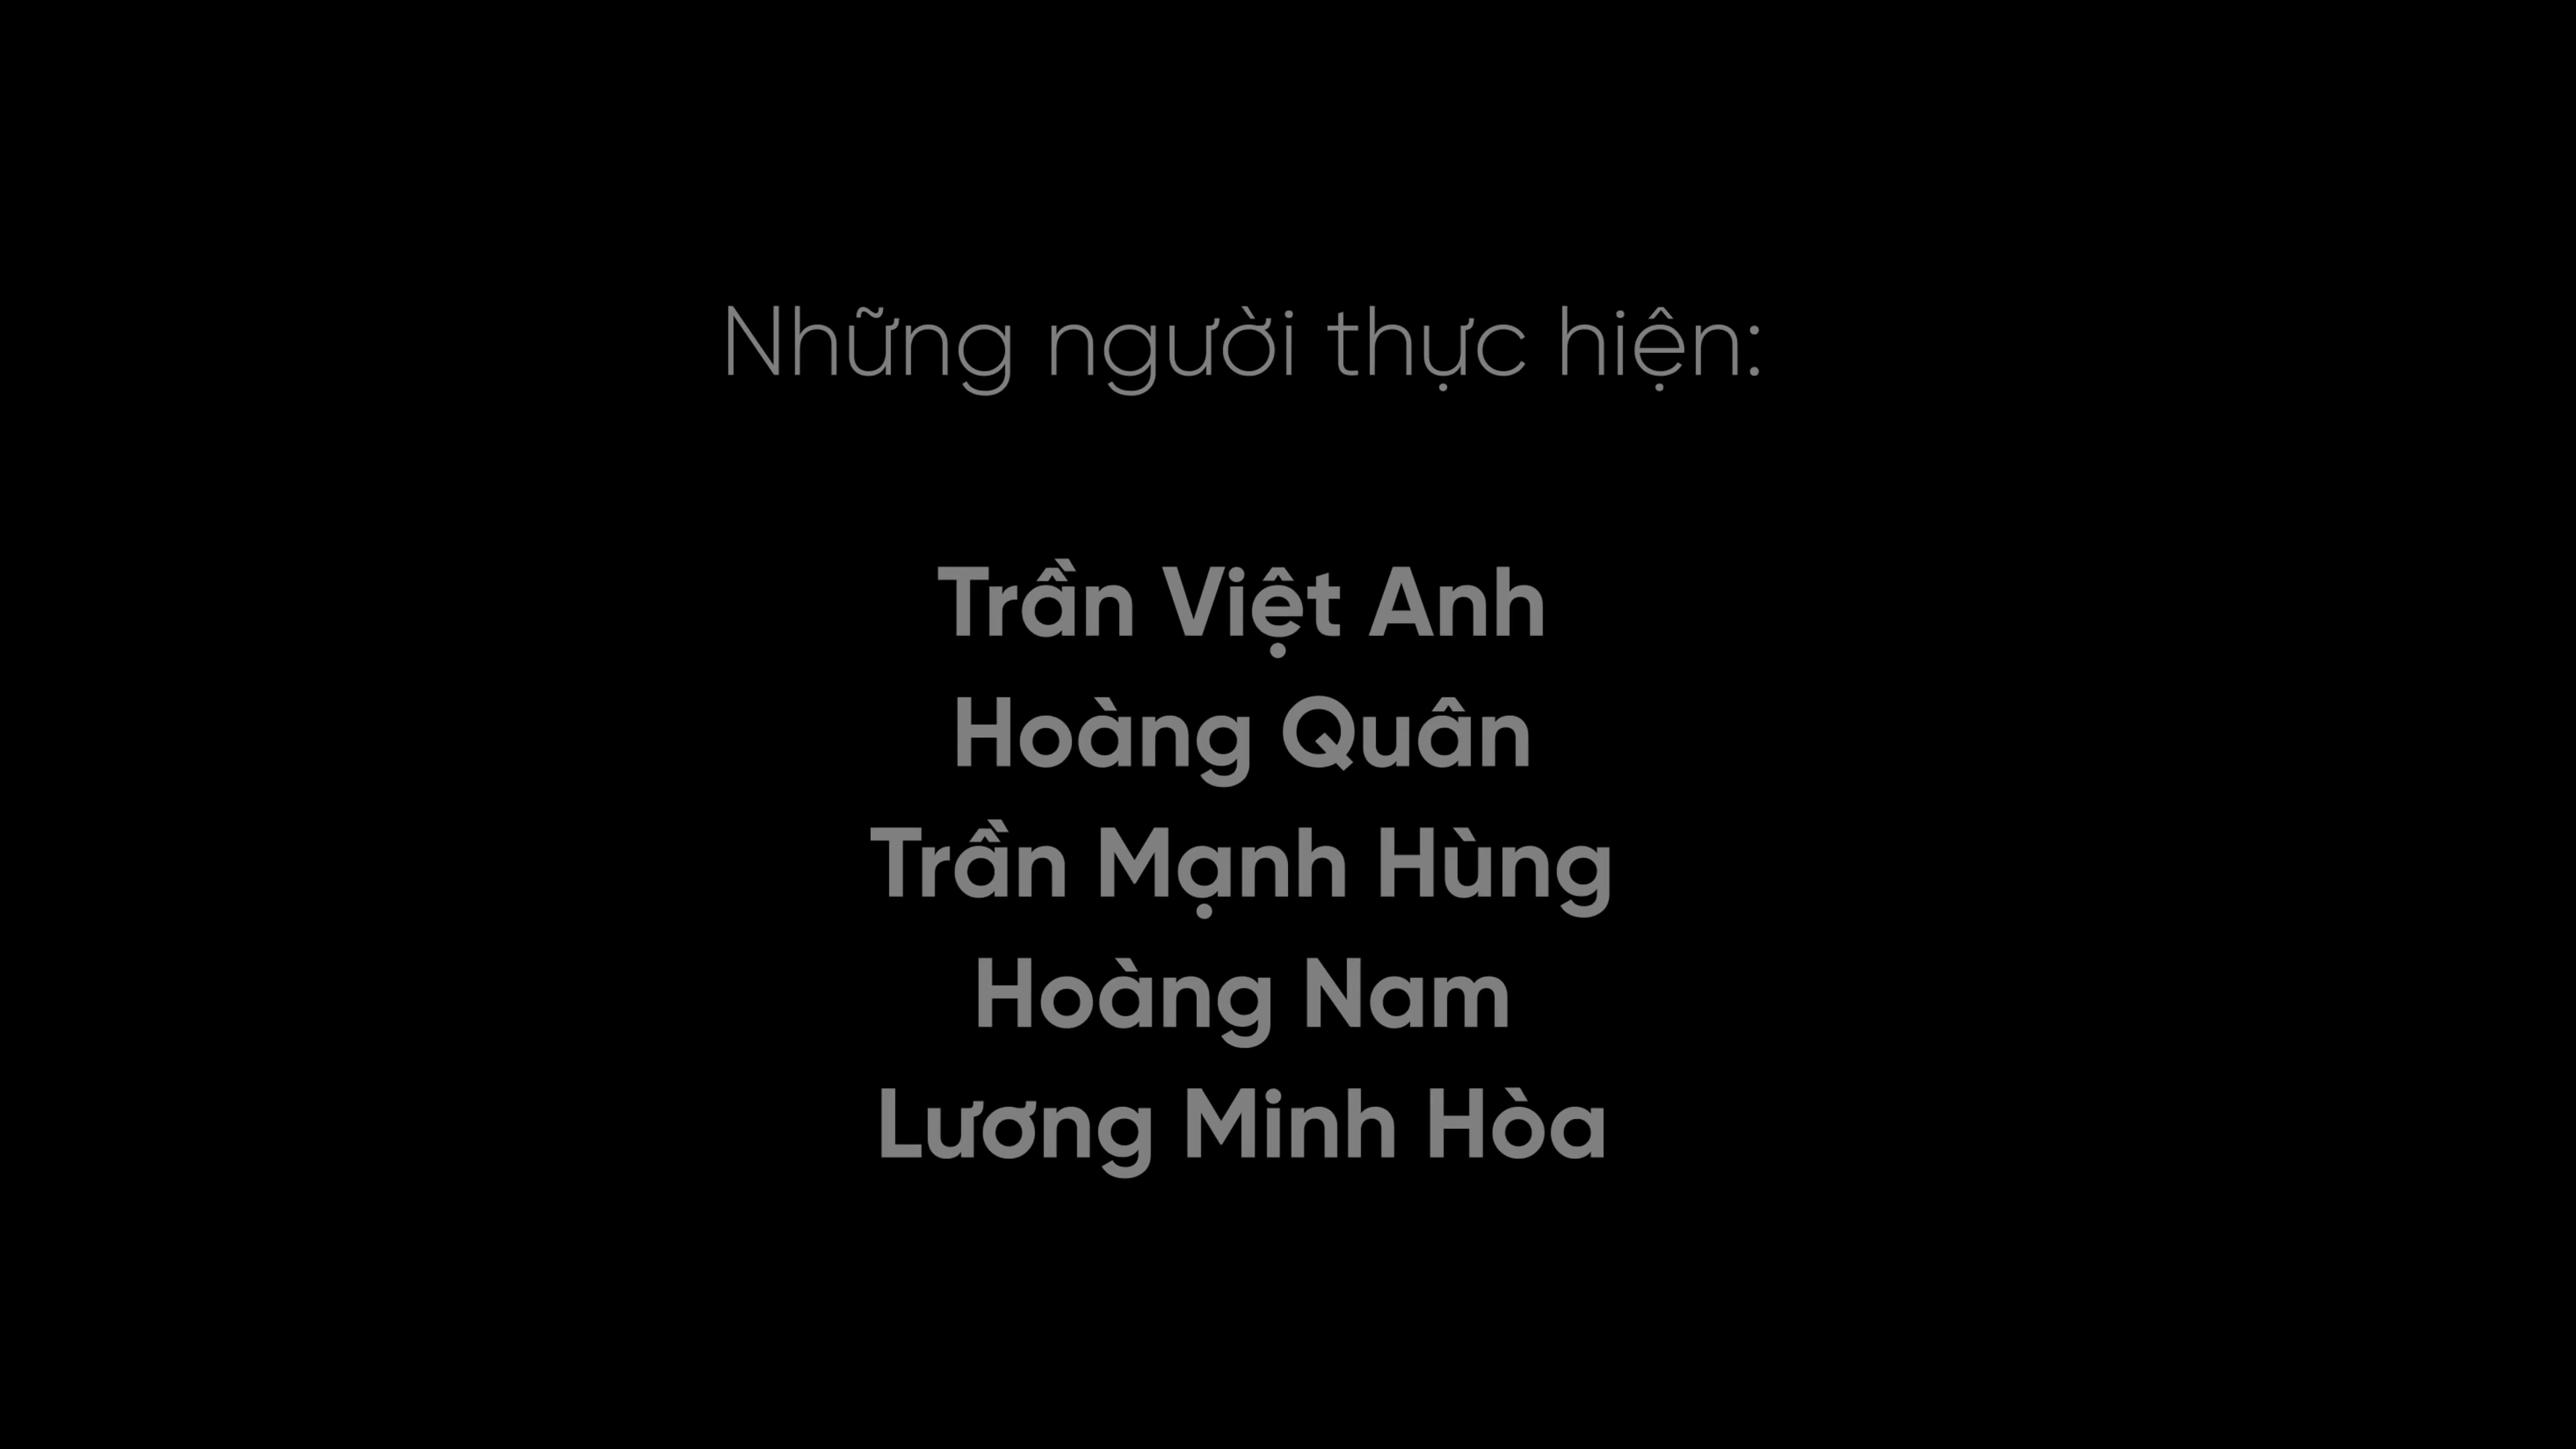 Những người thực hiện:
Trần Việt Anh
Hoàng Quân
Trần Mạnh Hùng
Hoàng Nam
Lương Minh Hòa